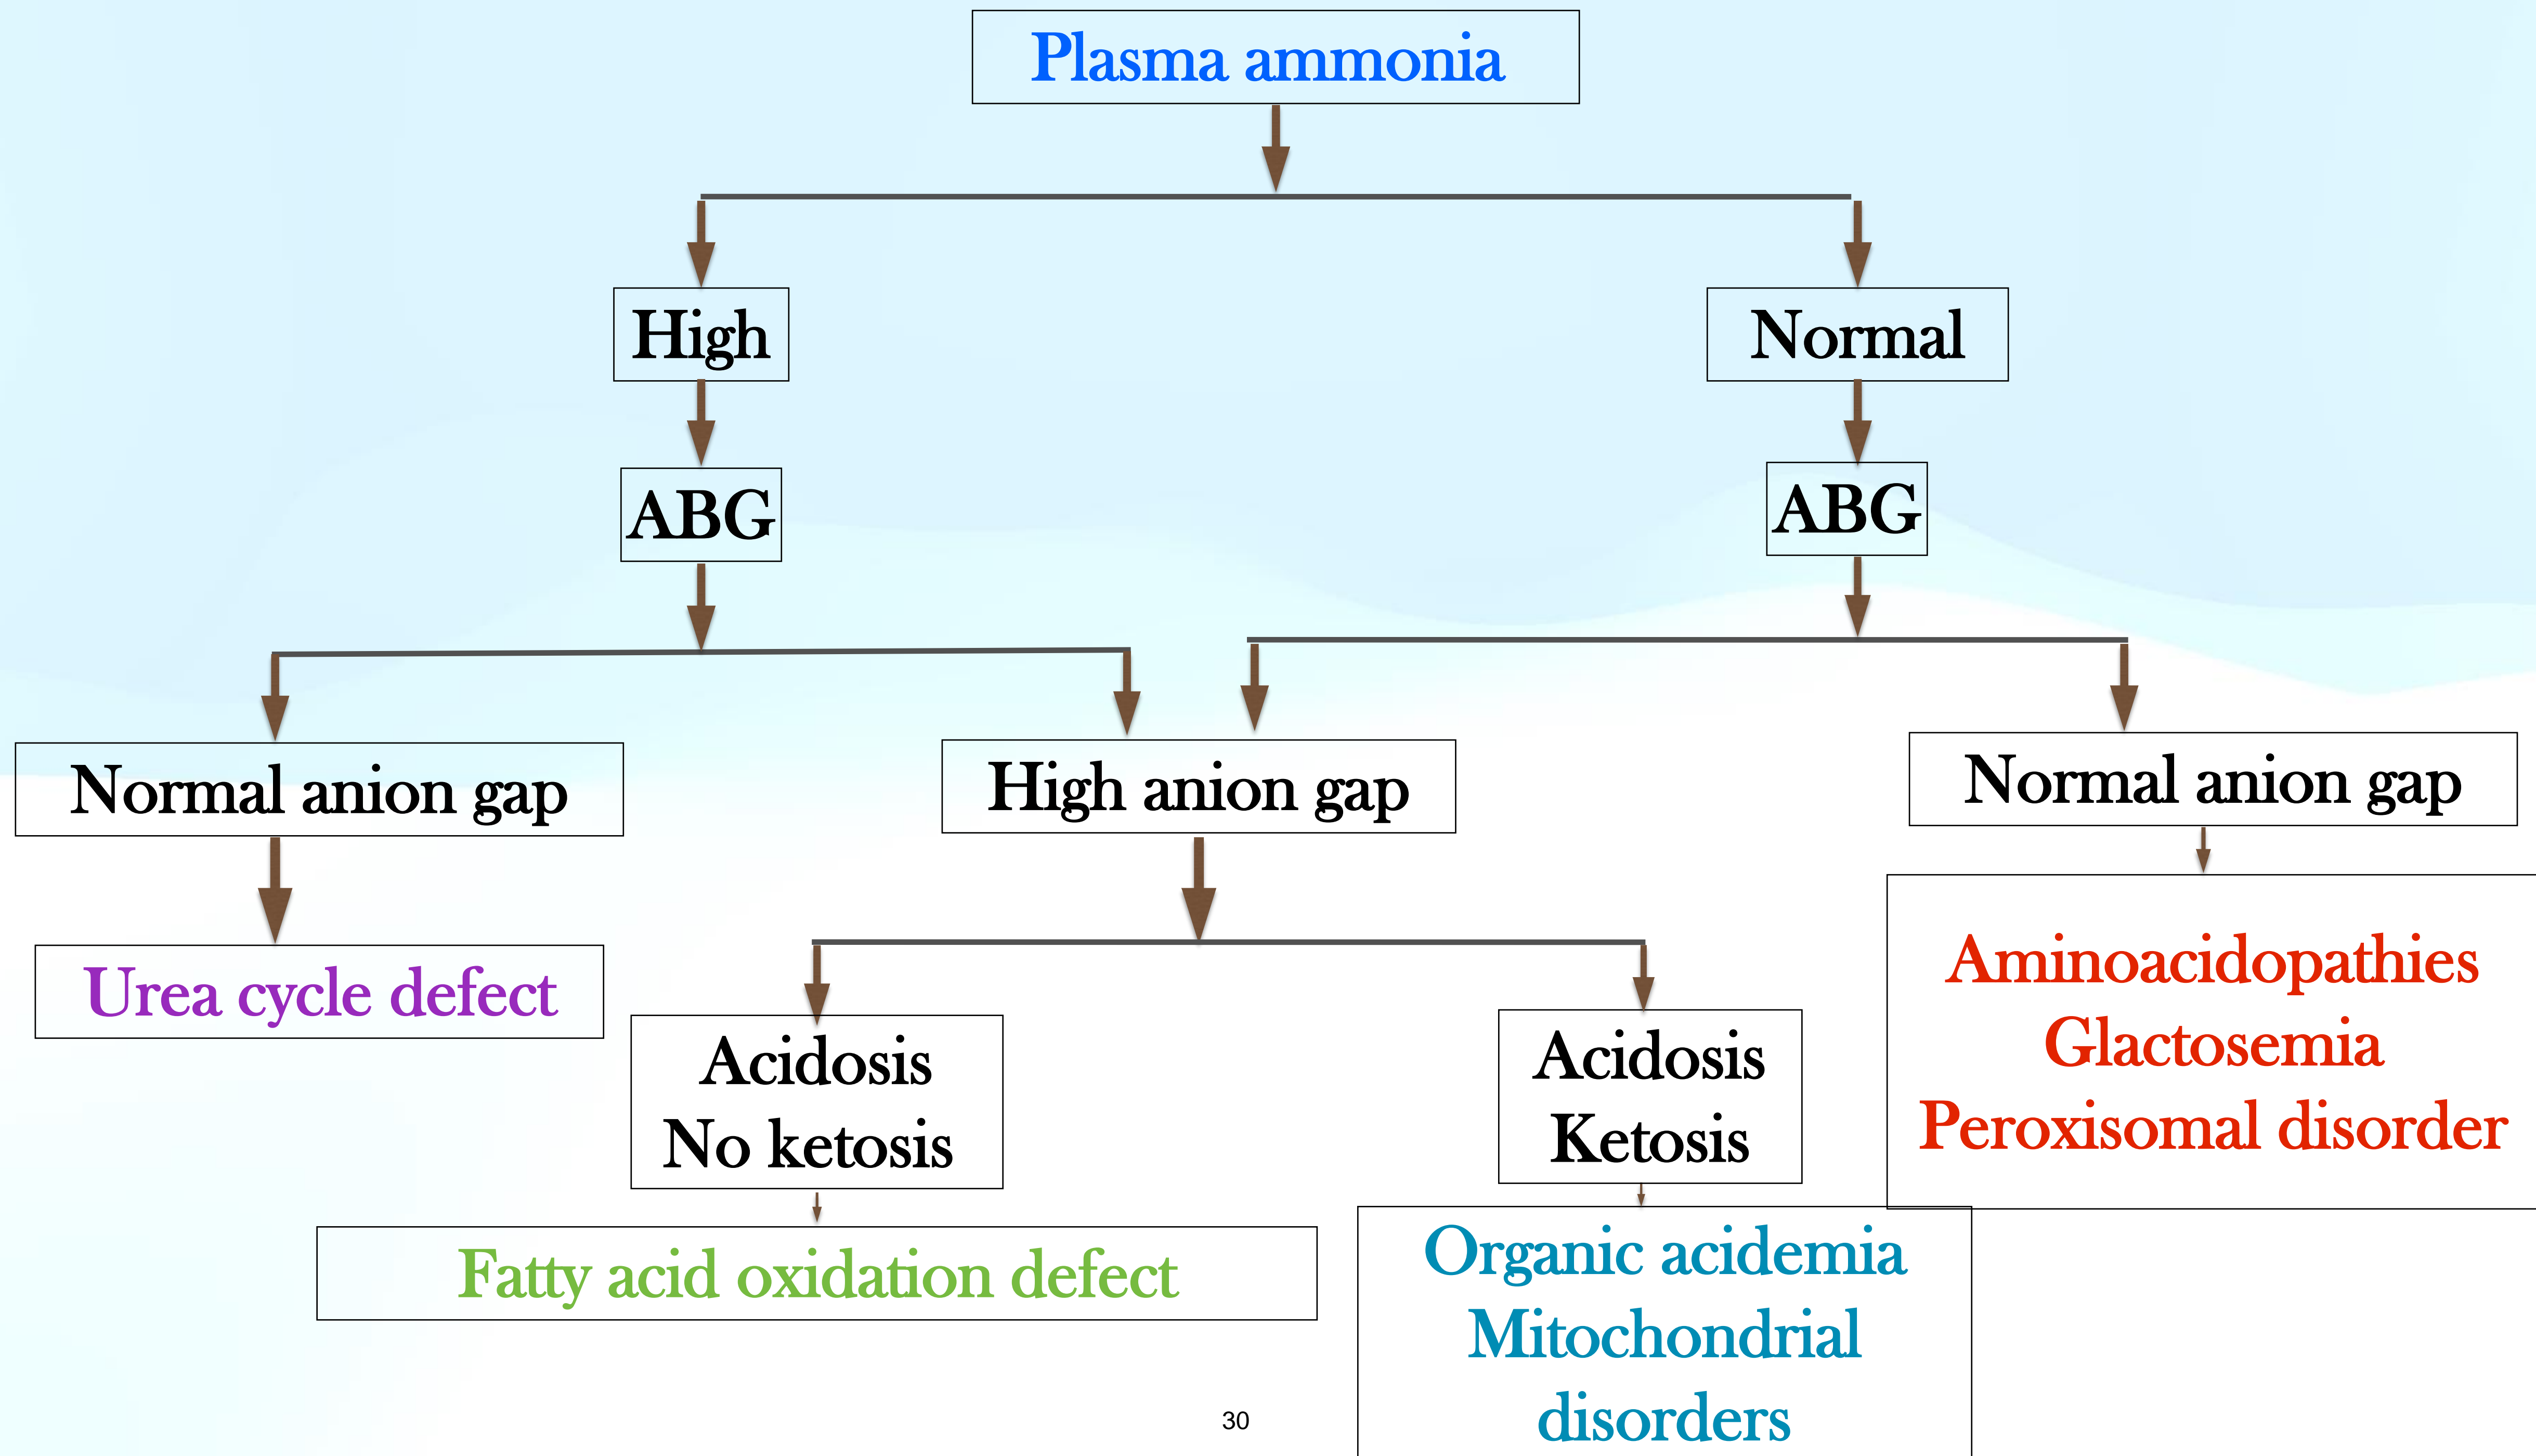 Plasma ammonia
High
Normal
ABG
ABG
Normal anion gap
High anion gap
Normal anion gap
Urea cycle defect
Acidosis
No ketosis
Acidosis
Ketosis
Aminoacidopathies
Glactosemia
Peroxisomal disorder
Fatty acid oxidation defect
Organic acidemia
Mitochondrial
disorders
30